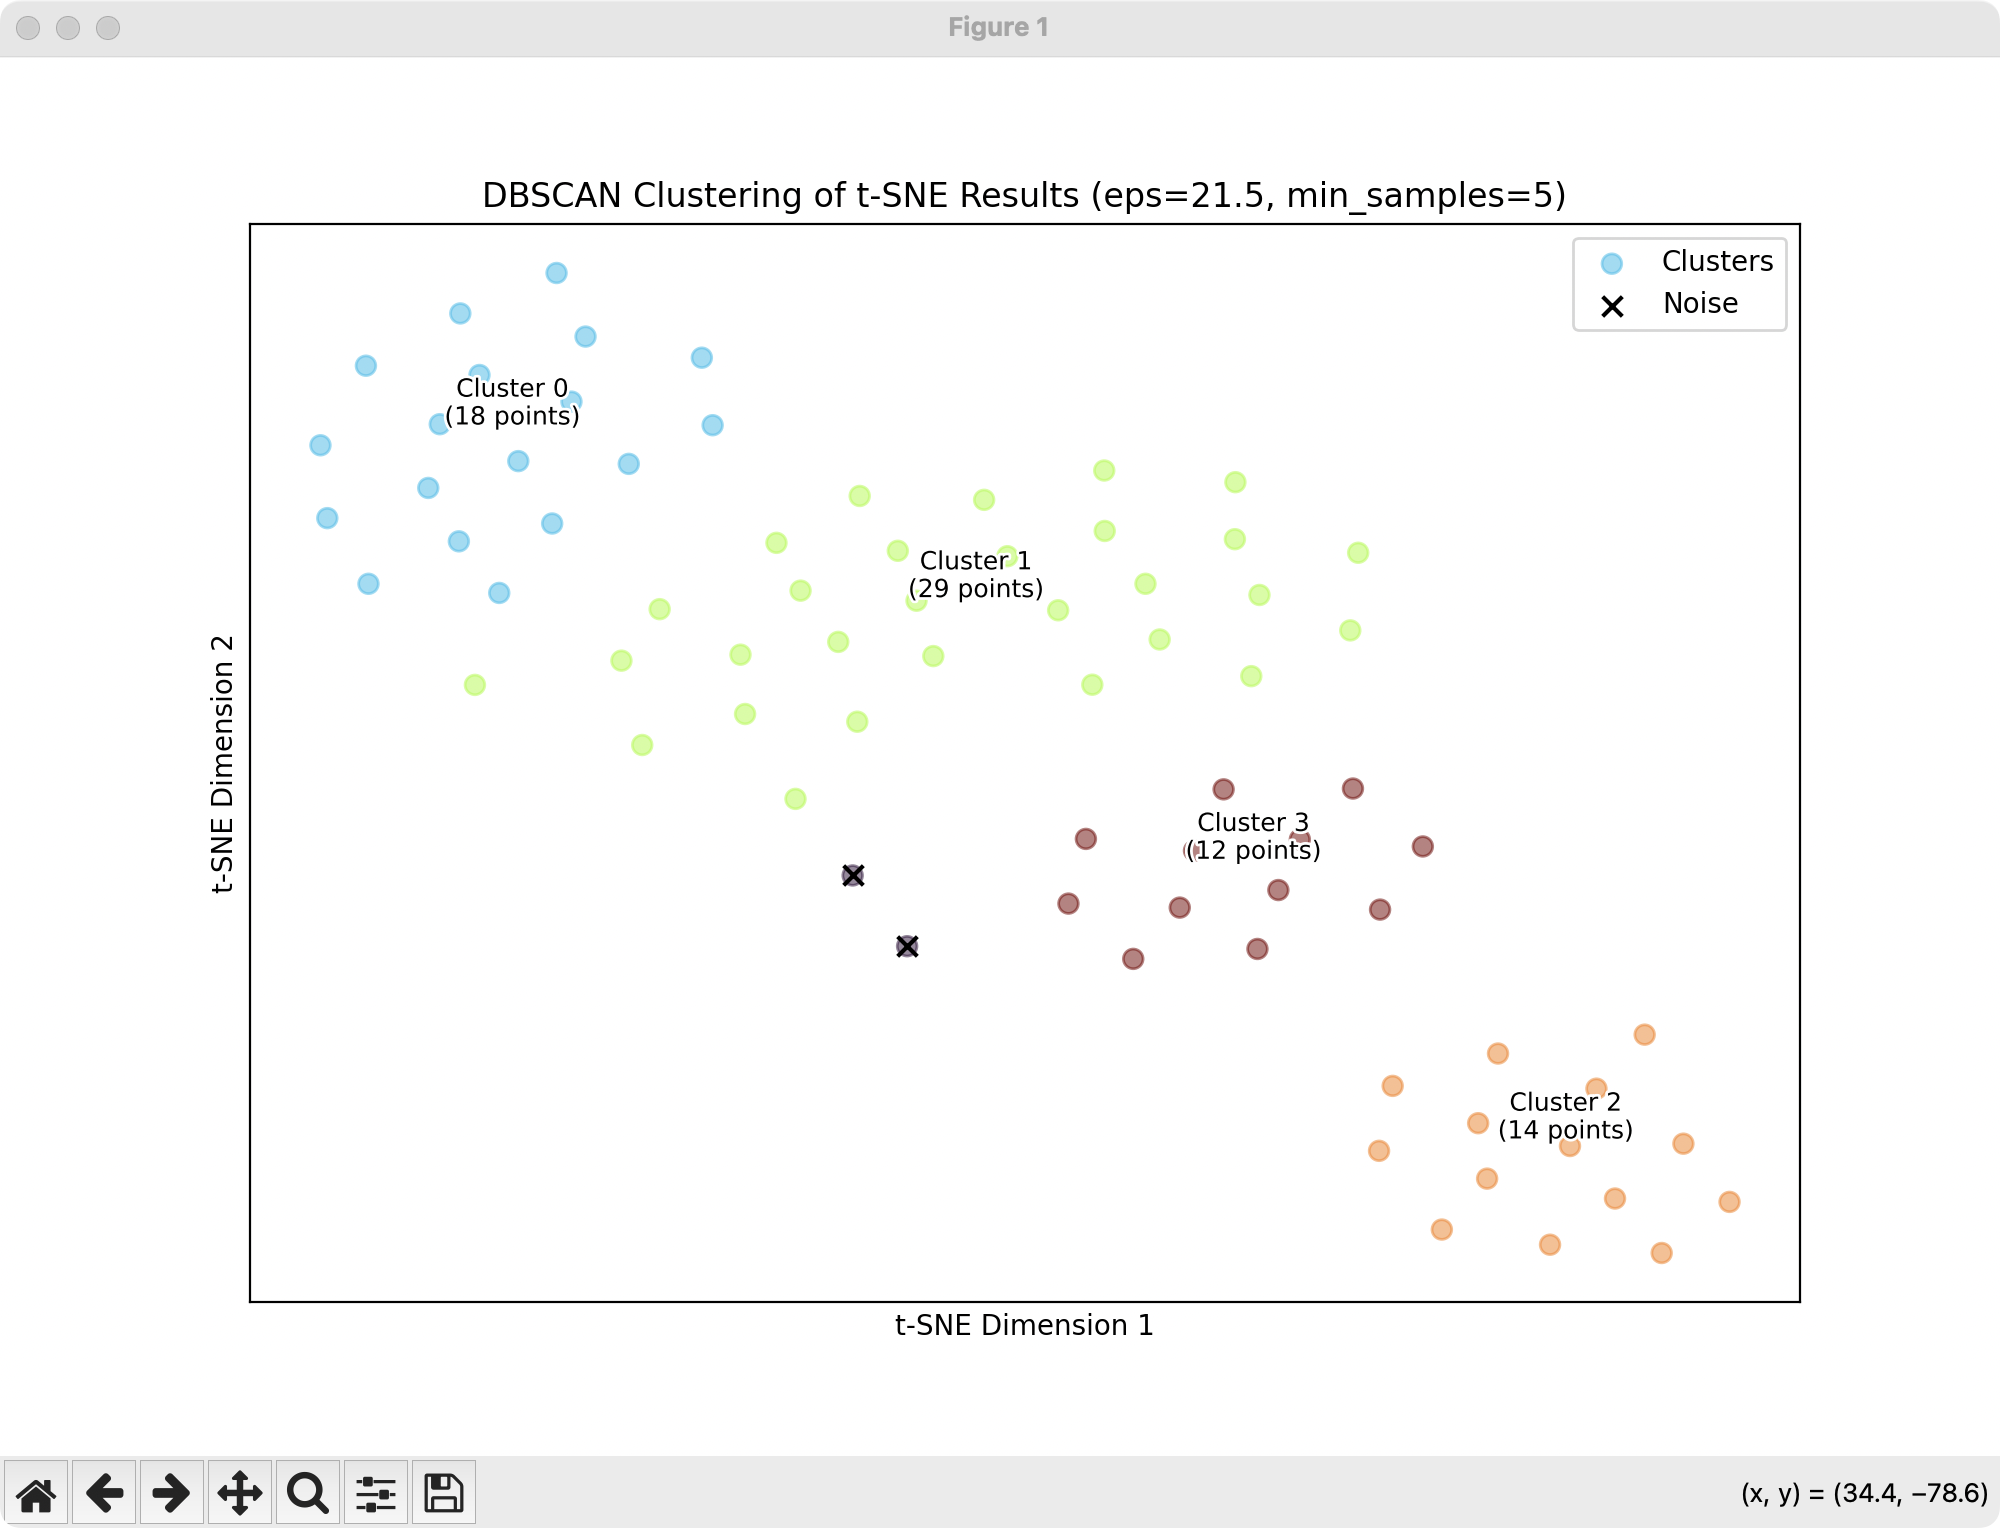 Figure 1
DBSCAN Clustering of t-SNE Results (eps=21.5, min_samples=5)
Clusters
Noise
Cluster 0
(18 points)
Cluster 1
(29 points)
Cluster 3
(12 points)
Cluster 2
(14 points)
t-SNE Dimension 2
t-SNE Dimension 1
(x, y) = (34.4, −78.6)